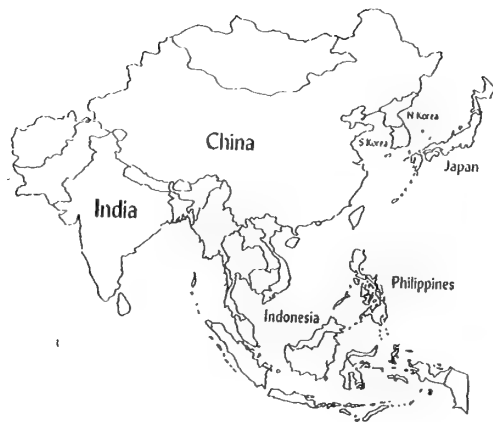 China
N Korea
S Korea
Japan
India
Philippines
Indonesia